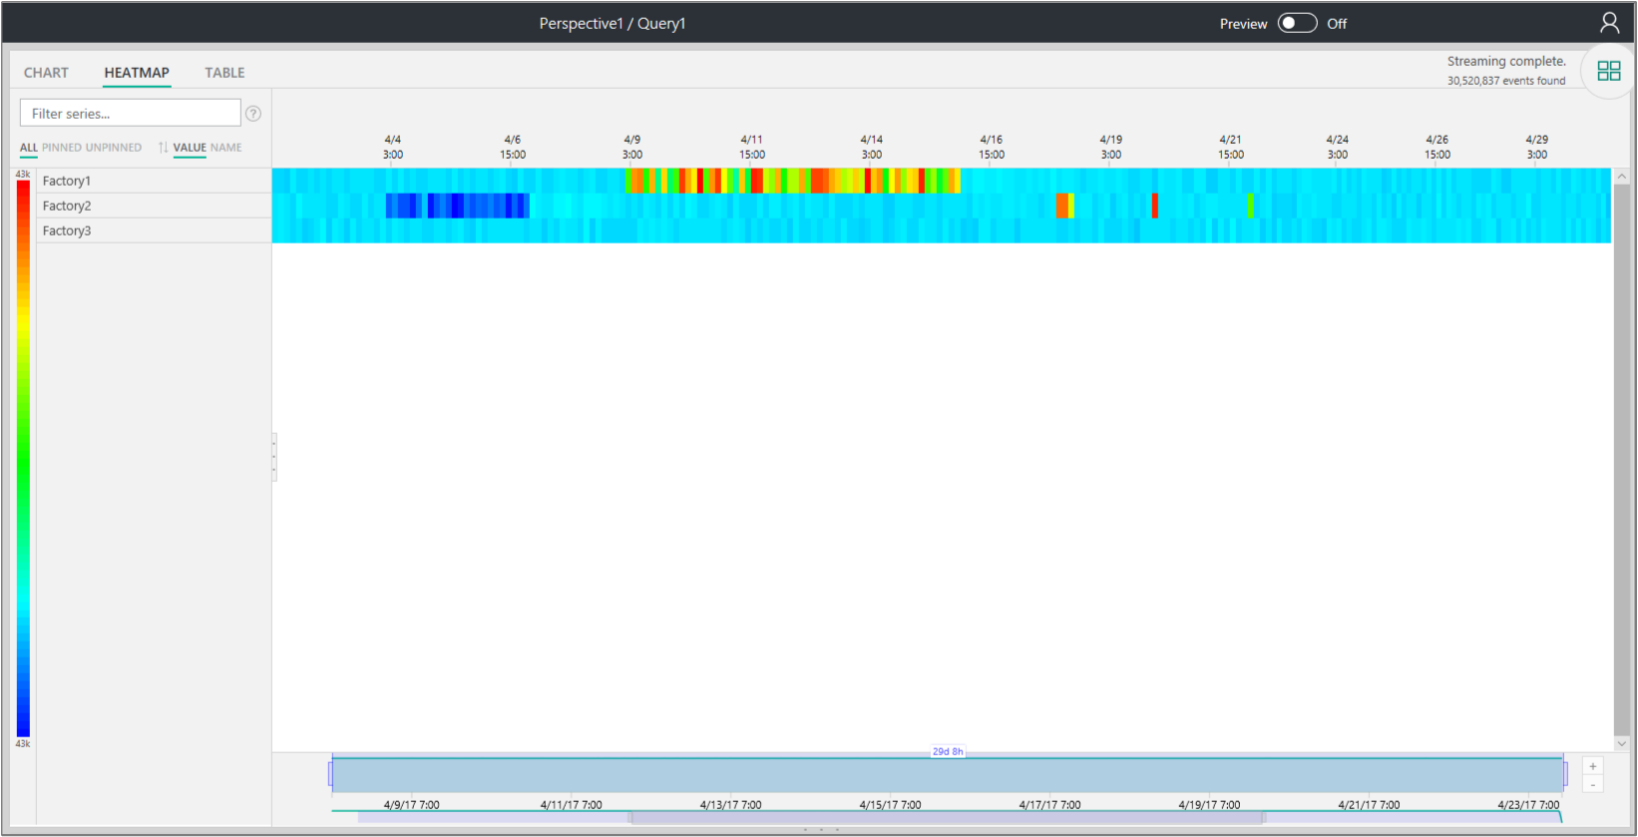 Perspective1 / Query1
Preview Off
CHART HEATMAP TABLE
Streaming complete.
30,520,837 events found
Filter series... ?
ALL PINNED UNPINNED VALUE NAME
4/4 4/6 4/9 4/11 4/14 4/16 4/19 4/21 4/24 4/26 4/29
3:00 15:00 3:00 15:00 3:00 15:00 3:00 15:00 3:00 15:00 3:00
43k
Factory1
Factory2
Factory3
43k
29d 8h
+
-
4/9/17 7:00 4/11/17 7:00 4/13/17 7:00 4/15/17 7:00 4/17/17 7:00 4/19/17 7:00 4/21/17 7:00 4/23/17 7:00